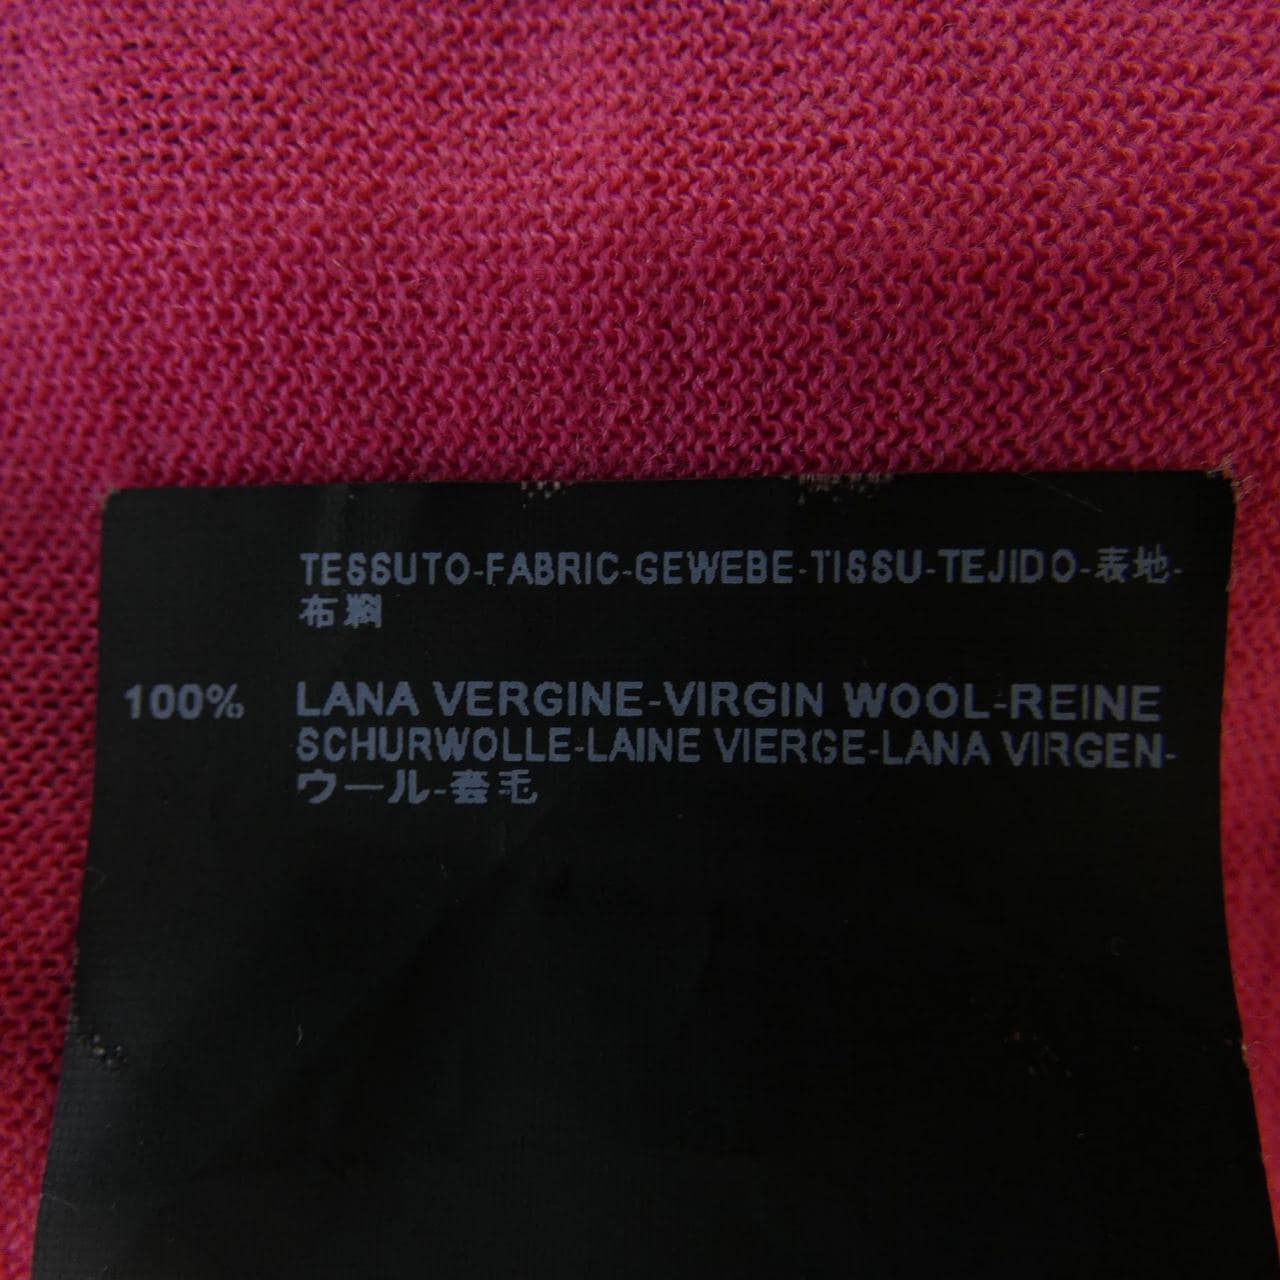 TESSUTO-FABRIC-GEWEBE-TISSU-TEJIDO-表地-
布料
100% LANA VERGINE-VIRGIN WOOL-REINE
SCHURWOLLE-LAINE VIERGE-LANA VIRGEN-
ウール-套毛